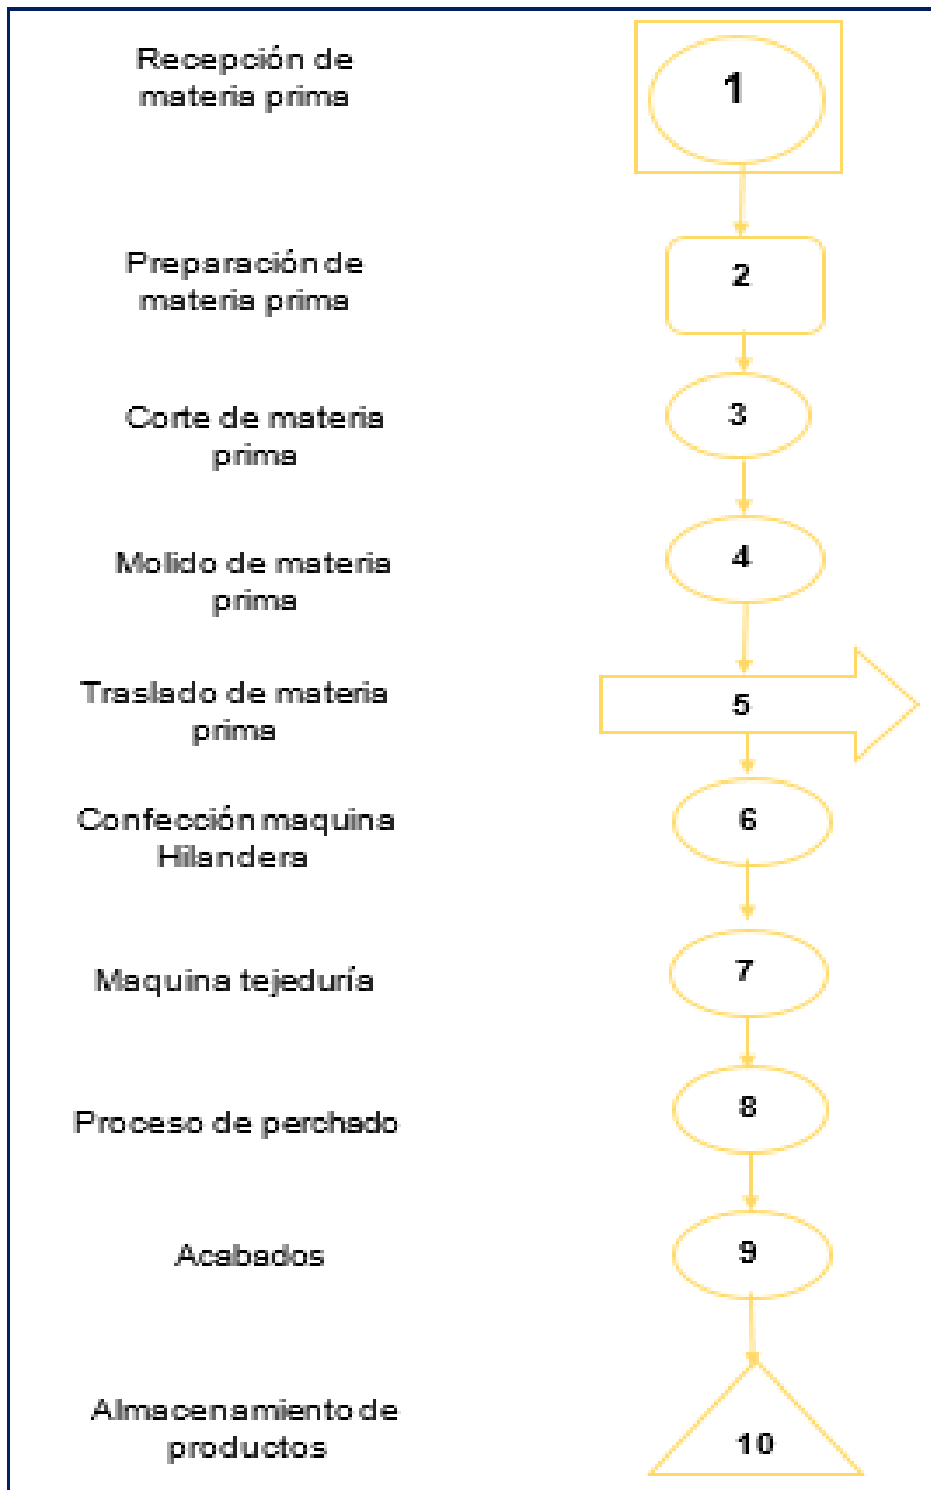 Recepción de
materia prima
1
Preparación de
materia prima
2
Corte de materia
prima
3
Molido de materia
prima
4
Traslado de materia
prima
5
Confección maquina
Hilandera
6
Maquina tejeduría
7
Proceso de perchado
8
Acabados
9
Almacenamiento de
productos
10